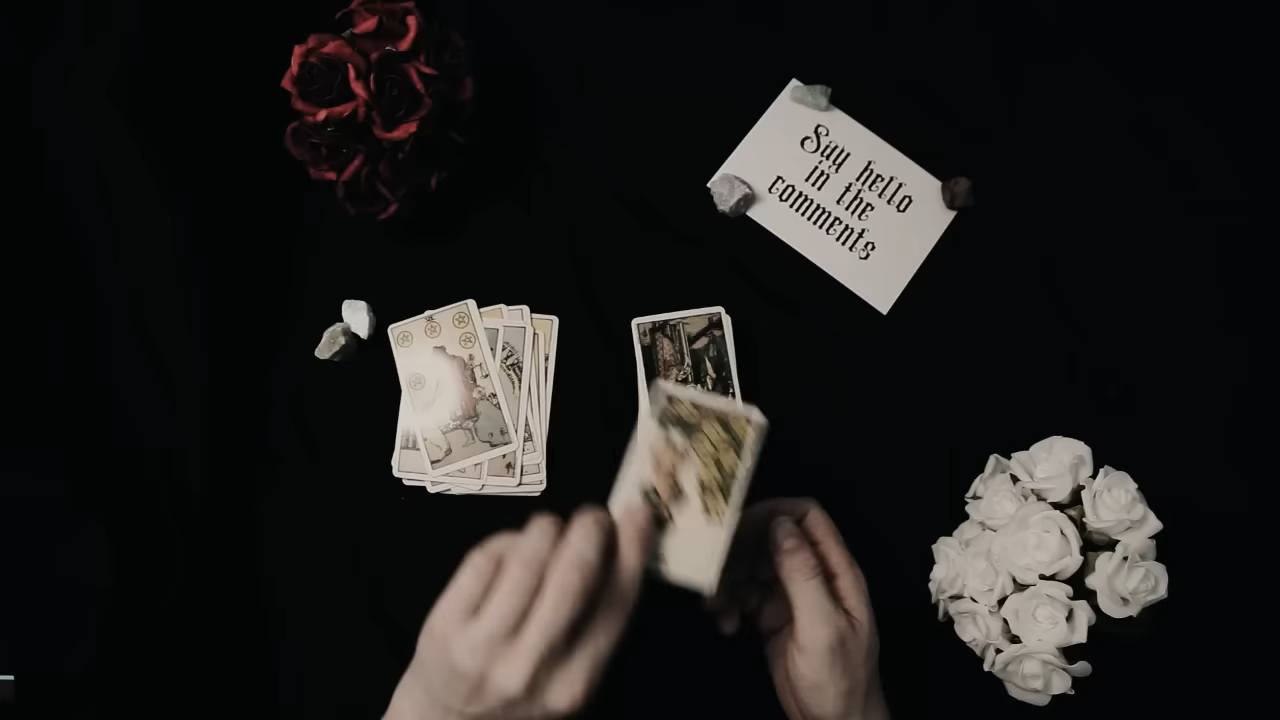 Say hello
in the
comments